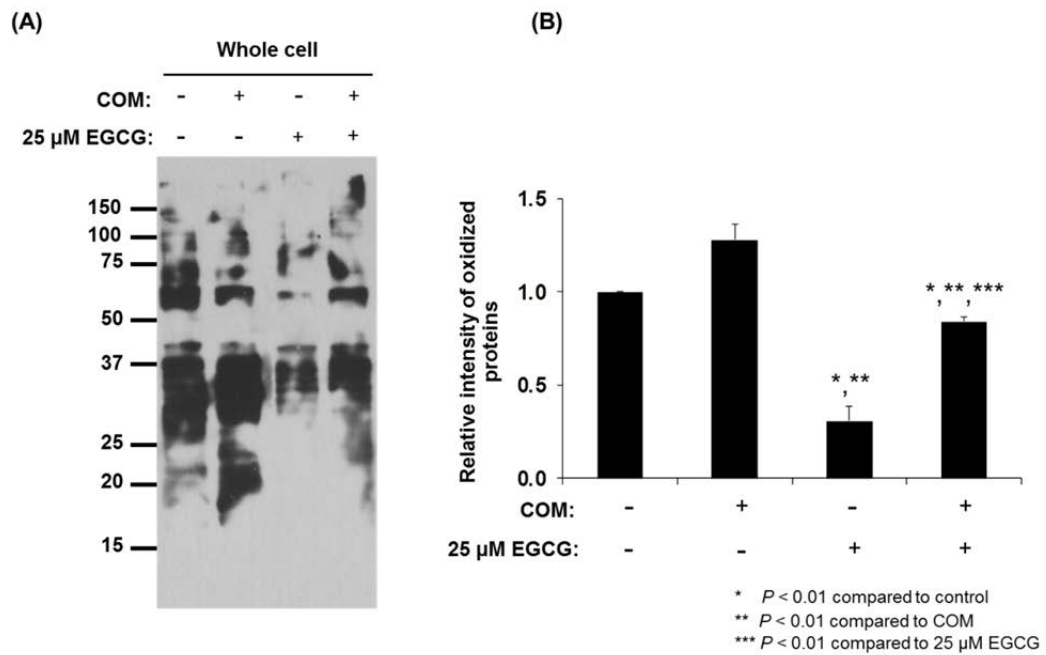 (A)
Whole cell
COM: - + - +
25 µM EGCG: - - + +
150
100
75
50
37
25
20
15
(B)
Relative intensity of oxidized
proteins
1.5
1.0
0.5
0.0
*,**
*,**,***
COM: - + - +
25 µM EGCG: - - + +
* P < 0.01 compared to control
** P < 0.01 compared to COM
*** P < 0.01 compared to 25 µM EGCG